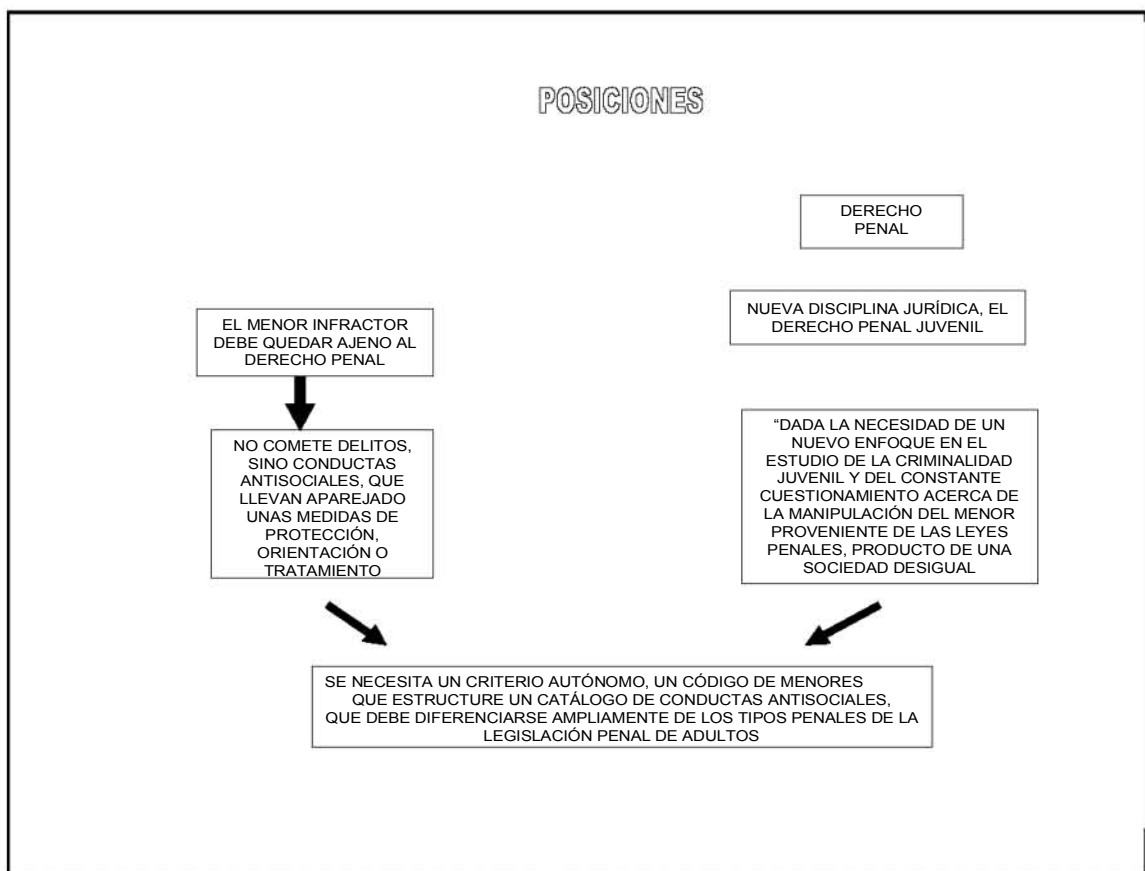 POSICIONES
DERECHO
PENAL
NUEVA DISCIPLINA JURÍDICA, EL
DERECHO PENAL JUVENIL
EL MENOR INFRACTOR
DEBE QUEDAR AJENO AL
DERECHO PENAL
NO COMETE DELITOS,
SINO CONDUCTAS
ANTISOCIALES, QUE
LLEVAN APAREJADO
UNAS MEDIDAS DE
PROTECCIÓN,
ORIENTACIÓN O
TRATAMIENTO
“DADA LA NECESIDAD DE UN
NUEVO ENFOQUE EN EL
ESTUDIO DE LA CRIMINALIDAD
JUVENIL Y DEL CONSTANTE
CUESTIONAMIENTO ACERCA DE
LA MANIPULACIÓN DEL MENOR
PROVENIENTE DE LAS LEYES
PENALES, PRODUCTO DE UNA
SOCIEDAD DESIGUAL
SE NECESITA UN CRITERIO AUTÓNOMO, UN CÓDIGO DE MENORES
QUE ESTRUCTURE UN CATÁLOGO DE CONDUCTAS ANTISOCIALES,
QUE DEBE DIFERENCIARSE AMPLIAMENTE DE LOS TIPOS PENALES DE LA
LEGISLACIÓN PENAL DE ADULTOS